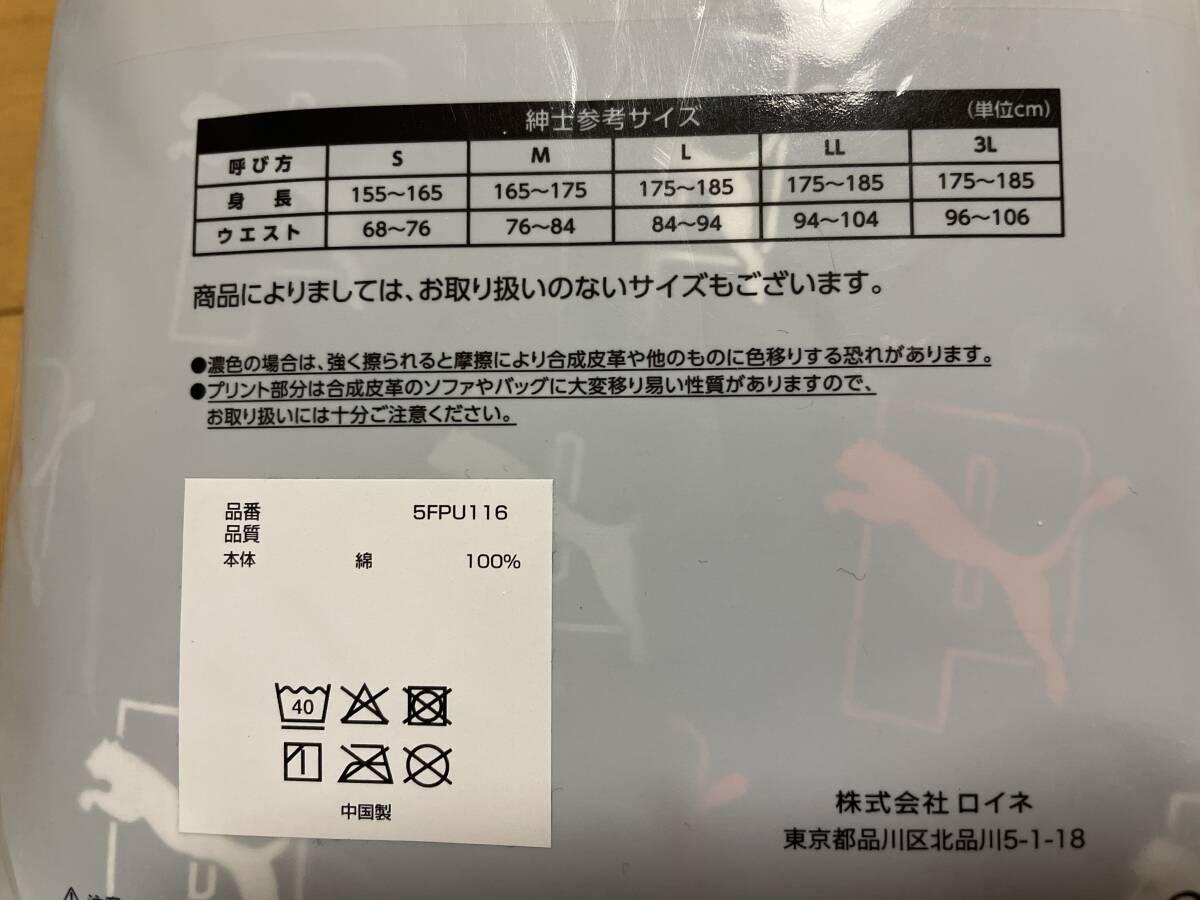 紳士参考サイズ (単位cm)
呼び方 S M L LL 3L
身長 155〜165 165〜175 175〜185 175〜185 175〜185
ウエスト 68〜76 76〜84 84〜94 94〜104 96〜106
商品によりましては、お取り扱いのないサイズもございます。
●濃色の場合は、強く擦られると摩擦により合成皮革や他のものに色移りする恐れがあります。
●プリント部分は合成皮革のソファやバッグに大変移り易い性質がありますので、
お取り扱いには十分ご注意ください。
品番 5FPU116
品質
本体 綿 100%
40
中国製
株式会社 ロイネ
東京都品川区北品川5-1-18